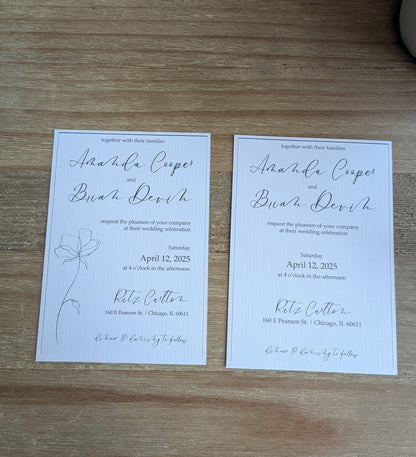 together with their families
Amanda Cooper
and
Brian Devin
request the pleasure of your company
at their wedding celebration
Saturday
April 12, 2025
at 4 o'clock in the afternoon
Ritz Carlton
160 E Pearson St. | Chicago, IL 60611
dinner & dancing to follow
together with their families
Amanda Cooper
and
Brian Devin
request the pleasure of your company
at their wedding celebration
Saturday
April 12, 2025
at 4 o'clock in the afternoon
Ritz Carlton
160 E Pearson St. | Chicago, IL 60611
dinner & dancing to follow